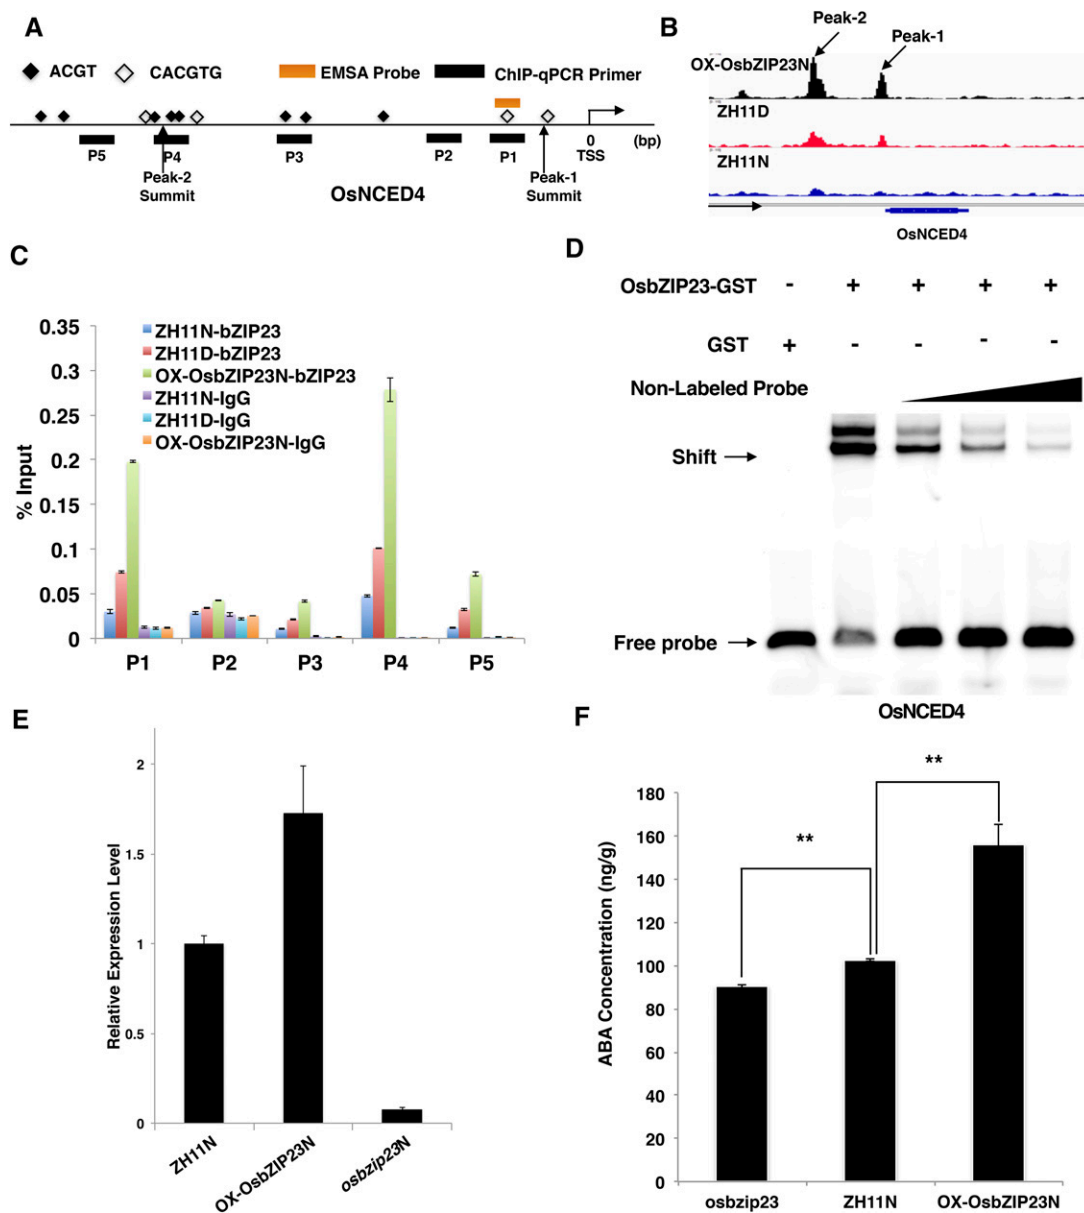 A
ACGT
CACGTG
EMSA Probe
ChIP-qPCR Primer
P5
P4
P3
P2
P1
0
TSS
(bp)
Peak-2
Summit
Peak-1
Summit
OsNCED4
B
Peak-2
Peak-1
OX-OsbZIP23N
ZH11D
ZH11N
OsNCED4
C
ZH11N-bZIP23
ZH11D-bZIP23
OX-OsbZIP23N-bZIP23
ZH11N-IgG
ZH11D-IgG
OX-OsbZIP23N-IgG
% Input
0.35
0.3
0.25
0.2
0.15
0.1
0.05
0
P1 P2 P3 P4 P5
D
OsbZIP23-GST - + + + +
GST + - - - -
Non-Labeled Probe
Shift
Free probe
OsNCED4
E
Relative Expression Level
2
1.5
1
0.5
0
ZH11N
OX-OsbZIP23N
osbzip23N
F
ABA Concentration (ng/g)
180
160
140
120
100
80
60
40
20
0
**
**
osbzip23 ZH11N OX-OsbZIP23N